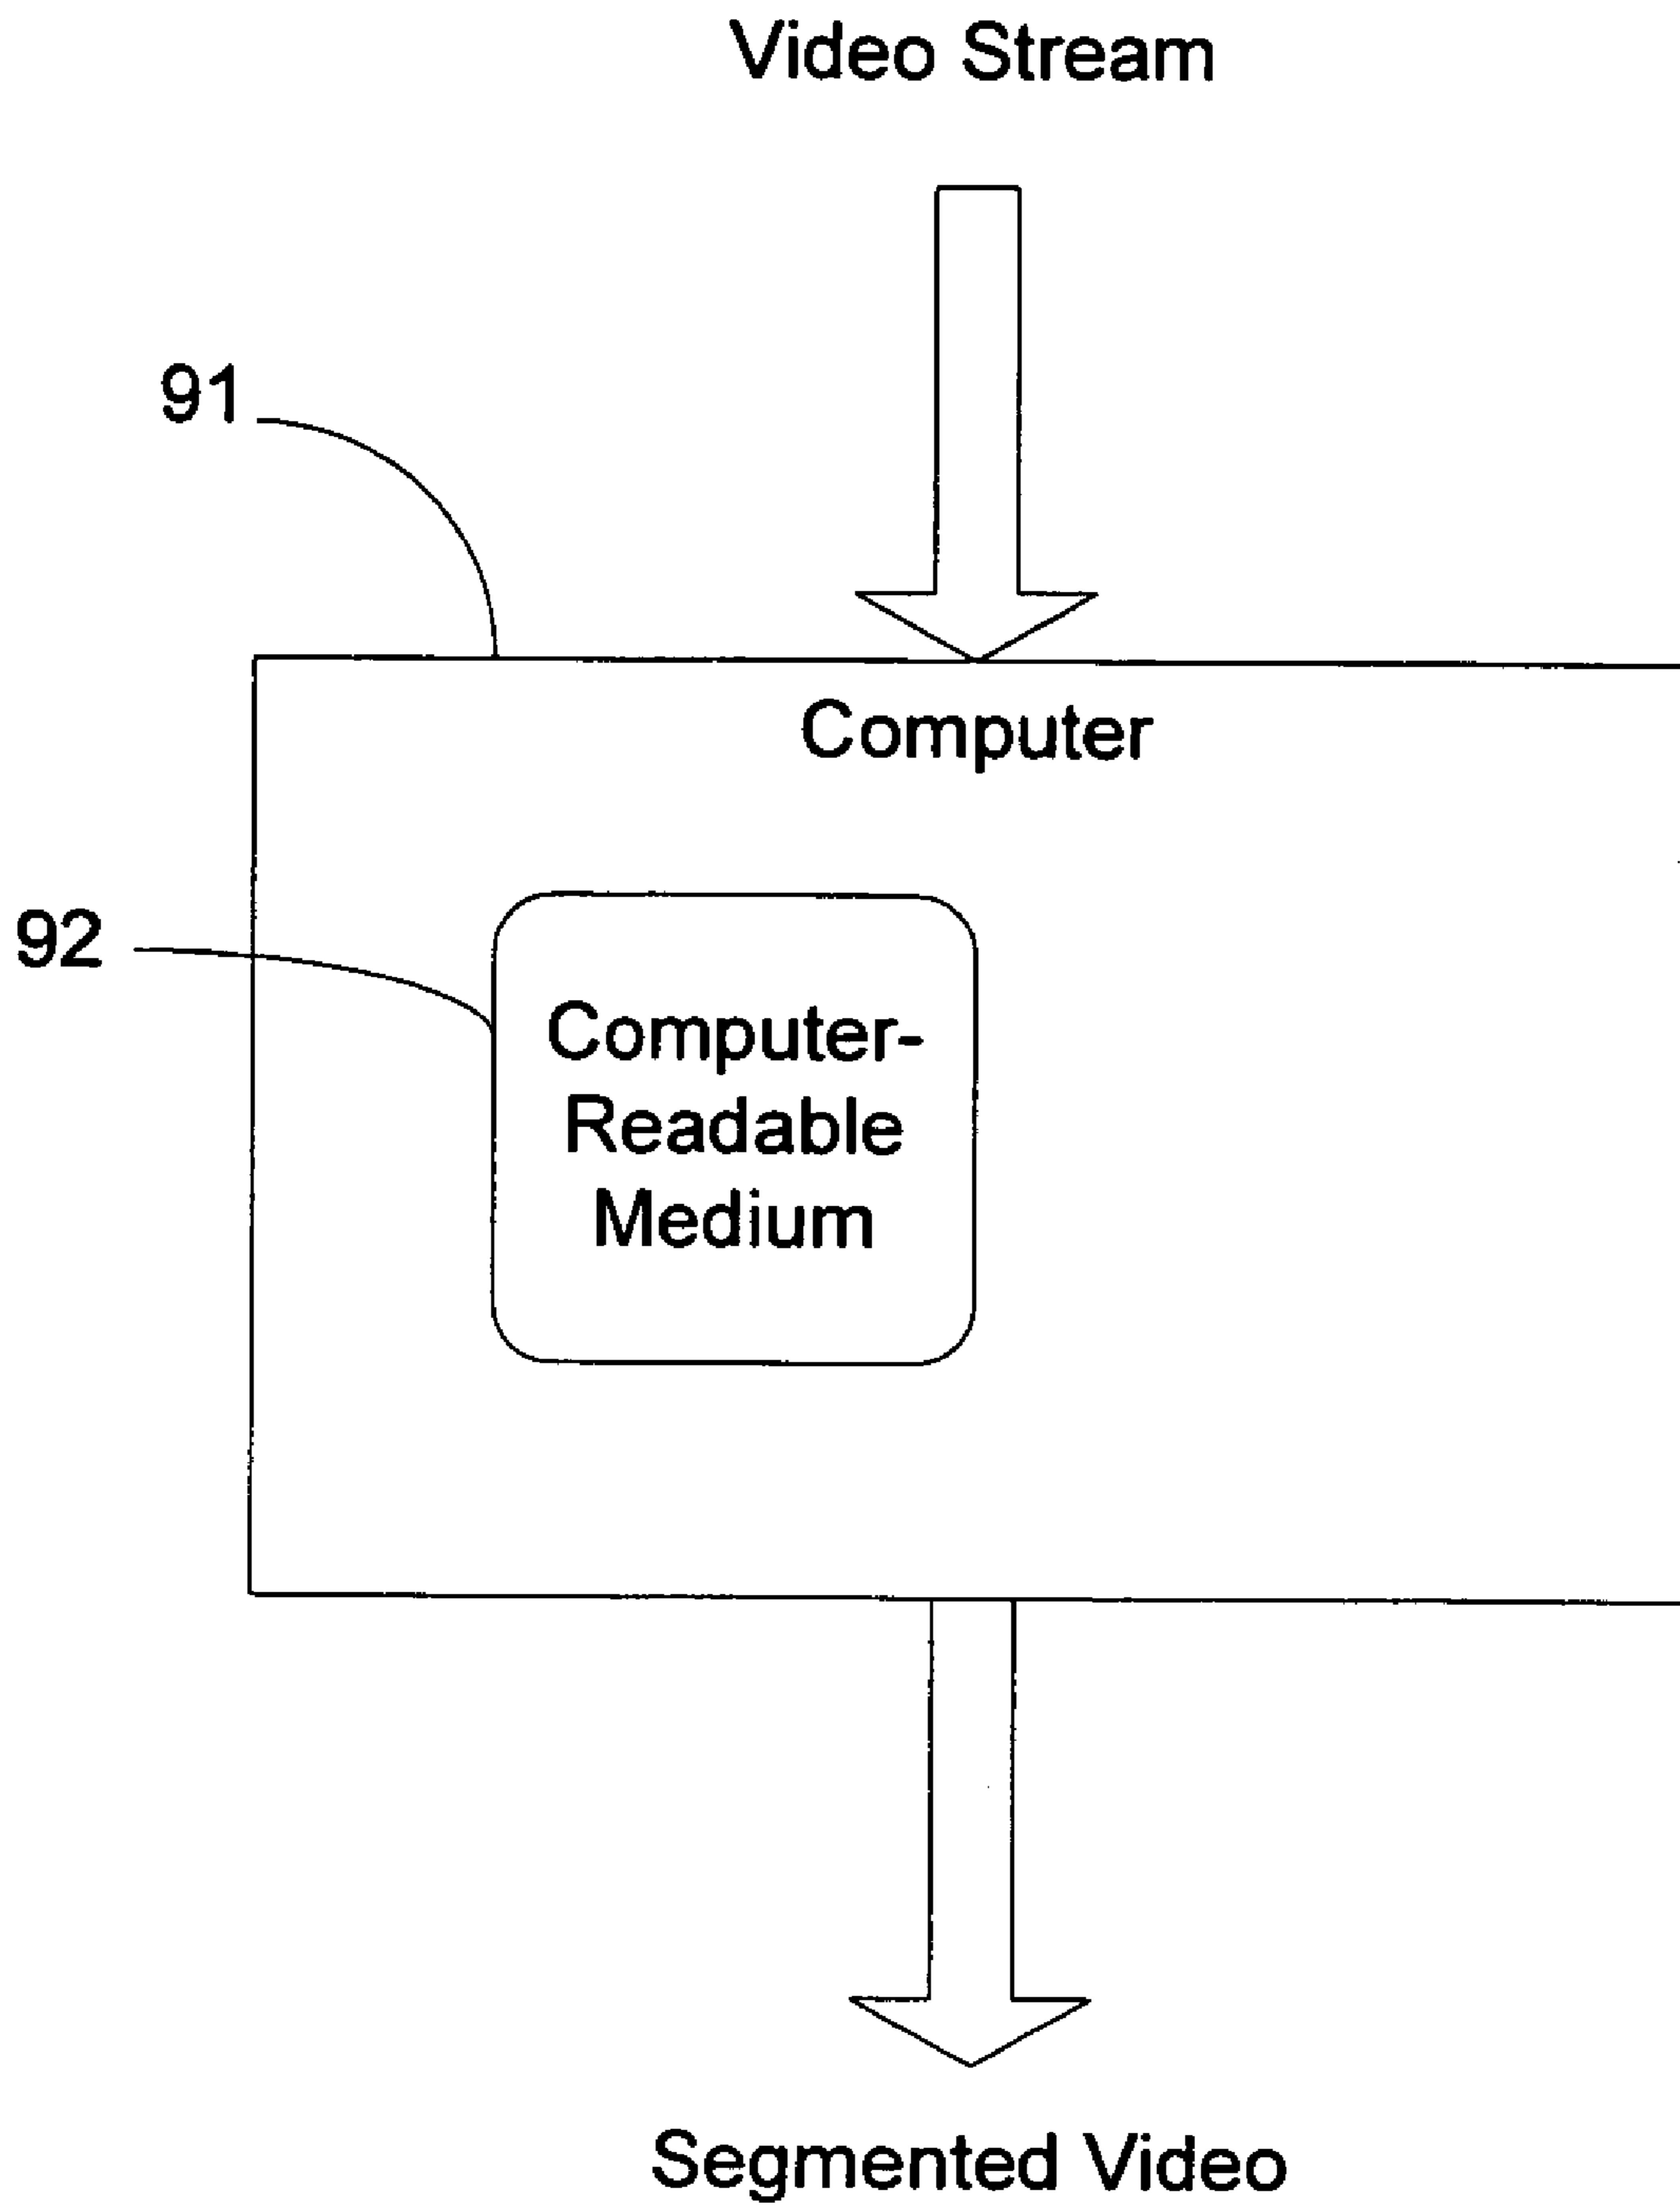 Video Stream
91
Computer
92
Computer-
Readable
Medium
Segmented Video